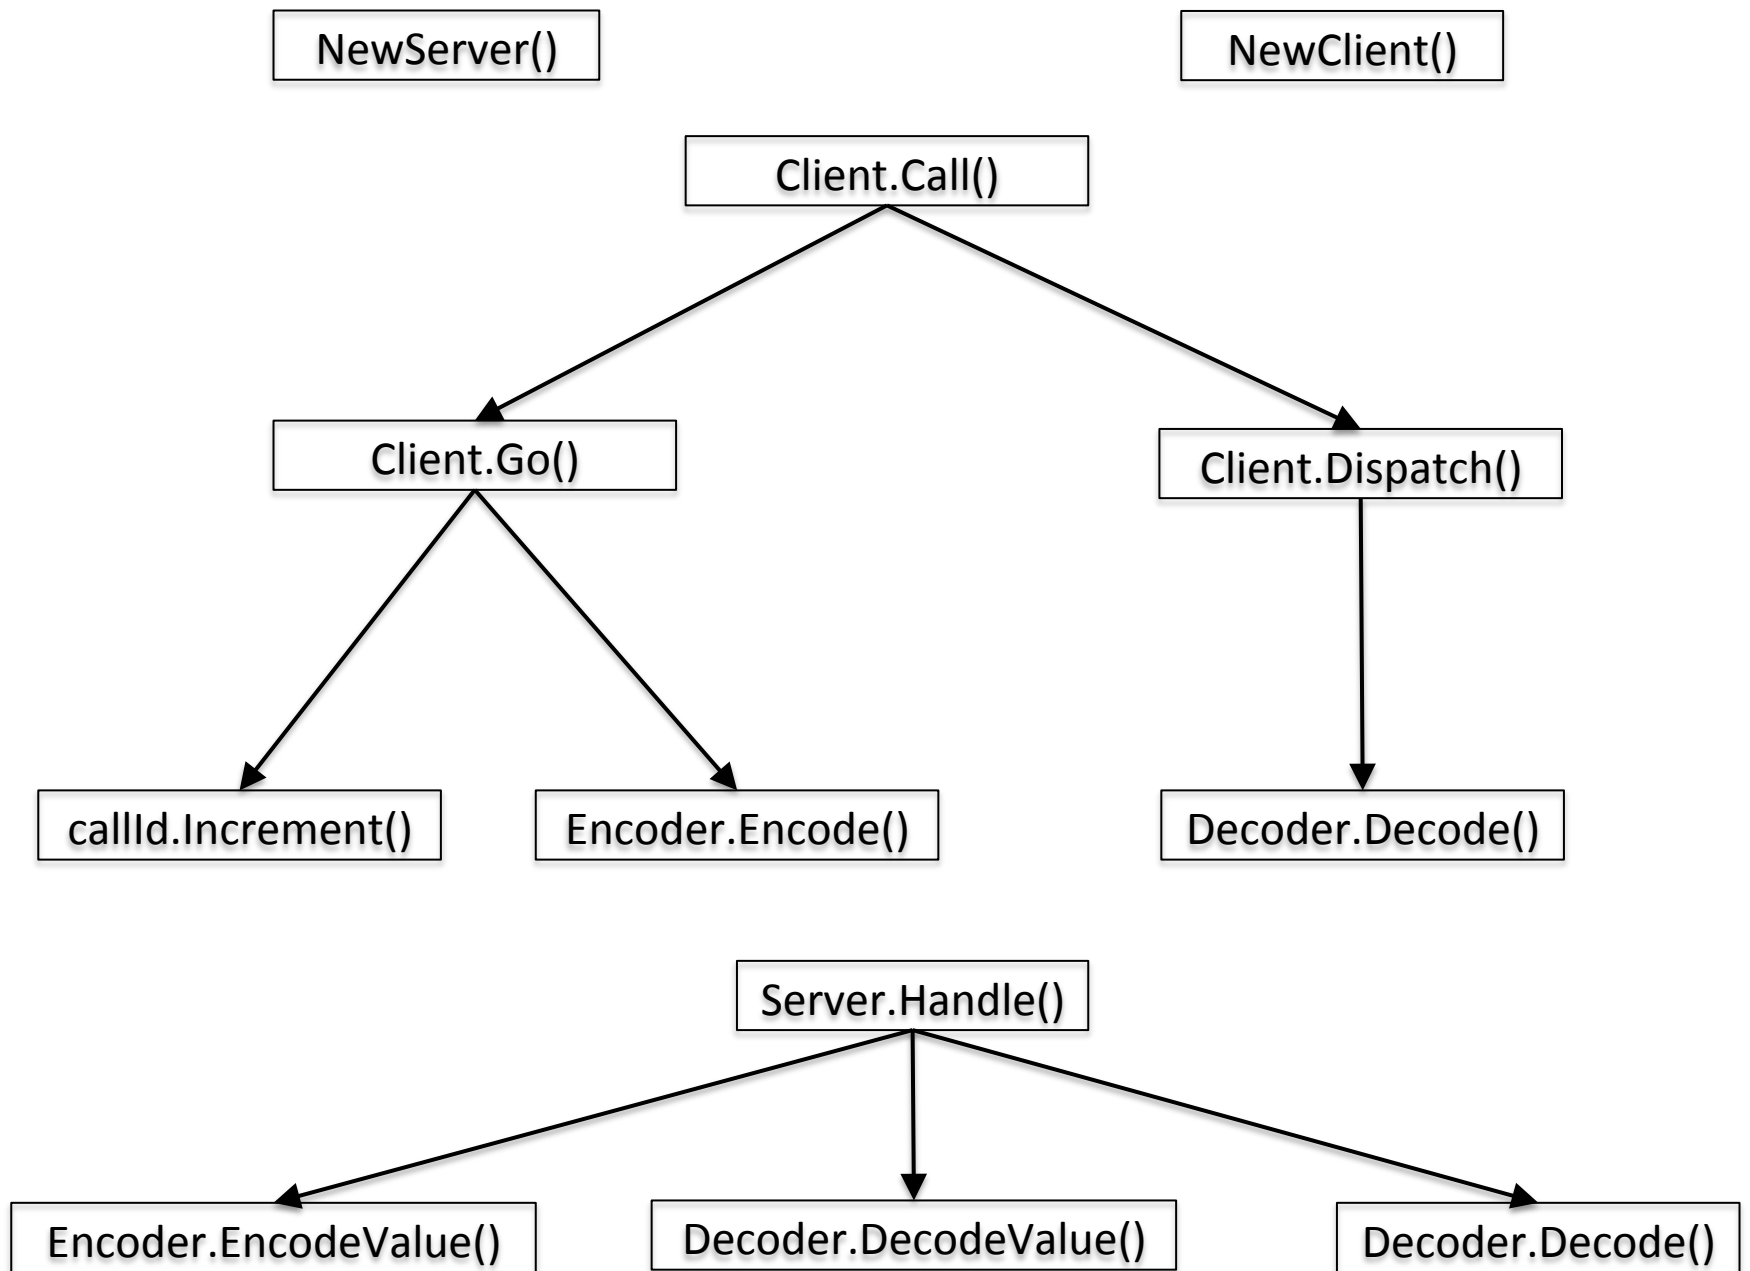 NewServer()
NewClient()
Client.Call()
Client.Go()
Client.Dispatch()
callId.Increment()
Encoder.Encode()
Decoder.Decode()
Server.Handle()
Encoder.EncodeValue()
Decoder.DecodeValue()
Decoder.Decode()